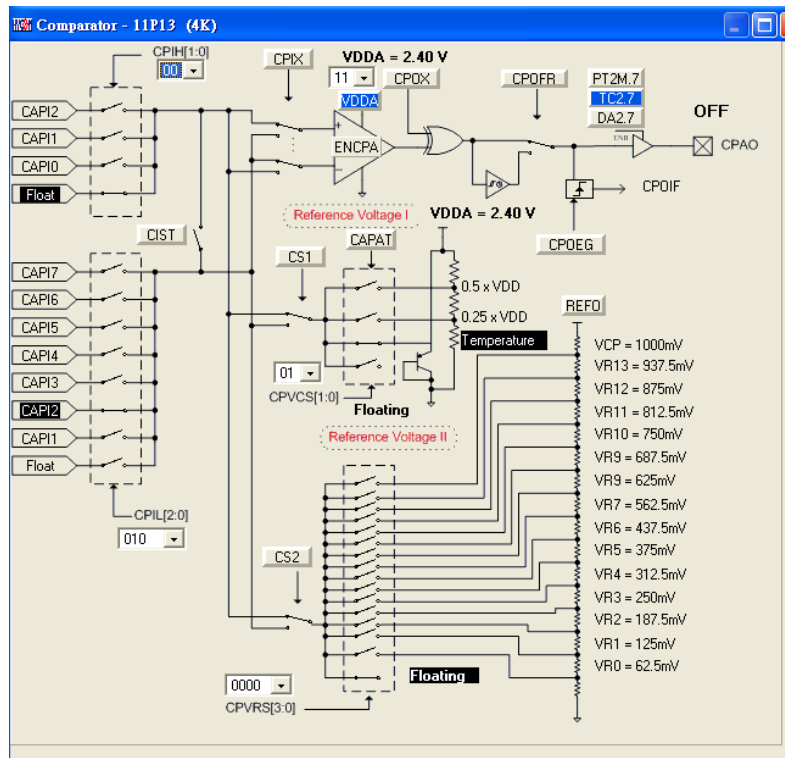 Comparator - 11P13 (4K)
CPIH[1:0]
00
CPIX
VDDA = 2.40 V
11
CPOX
CPOFR
PT2M.7
TC2.7
DA2.7
VDDA
OFF
CAPI2
CAPI1
CAPI0
Float
+
ENCPA
−
CPAO
CPOIF
CPOEG
Reference Voltage I
VDDA = 2.40 V
CIST
CAPI7
CAPI6
CAPI5
CAPI4
CAPI3
CAPI2
CAPI1
Float
CPIL[2:0]
010
CS1
CAPAT
0.5 x VDD
0.25 x VDD
Temperature
01
CPVCS[1:0]
Floating
Reference Voltage II
REFO
VCP = 1000mV
VR13 = 937.5mV
VR12 = 875mV
VR11 = 812.5mV
VR10 = 750mV
VR9 = 687.5mV
VR9 = 625mV
VR7 = 562.5mV
VR6 = 437.5mV
VR5 = 375mV
VR4 = 312.5mV
VR3 = 250mV
VR2 = 187.5mV
VR1 = 125mV
VR0 = 62.5mV
CS2
Floating
0000
CPVRS[3:0]